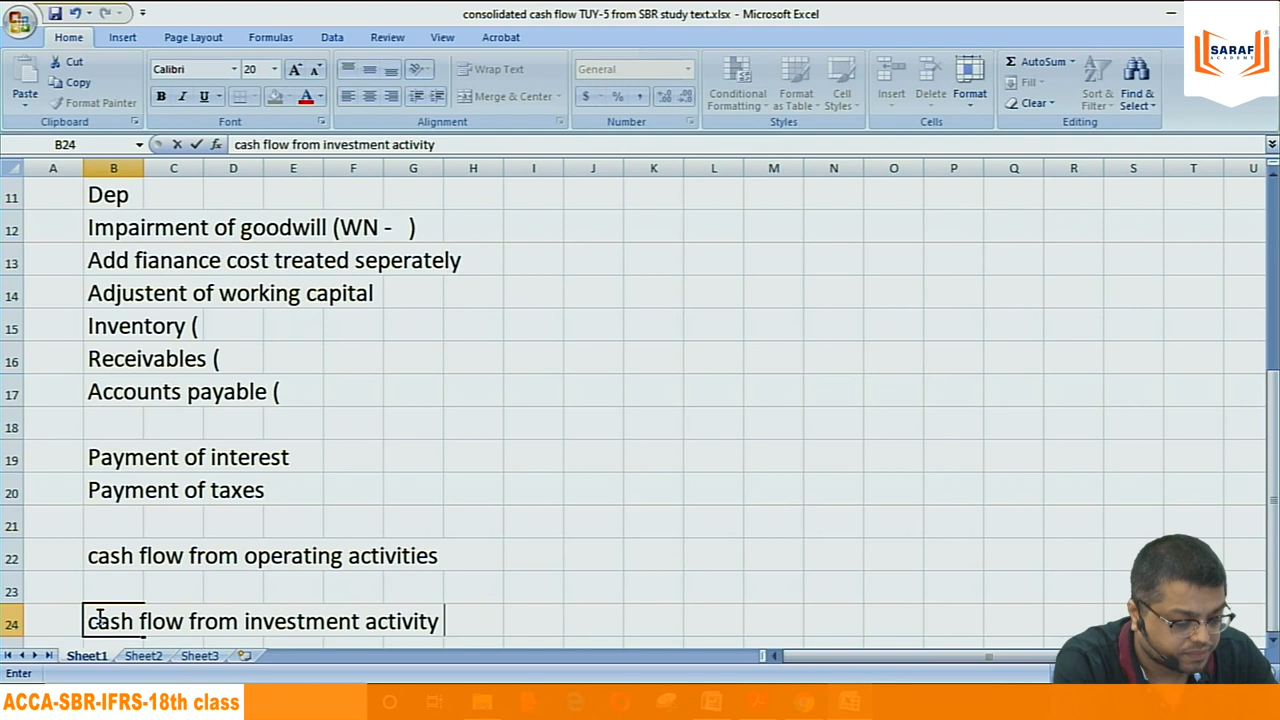 consolidated cash flow TUY-5 from SBR study text.xlsx - Microsoft Excel
Home Insert Page Layout Formulas Data Review View Acrobat
SARAF
ACADEMY
Paste
Cut
Copy
Format Painter
Clipboard
Calibri 20
B I U
Font
Wrap Text
Merge & Center
Alignment
General
$ % ,
Number
Conditional Formatting
Format as Table
Cell Styles
Styles
Insert Delete Format
Cells
AutoSum
Fill
Clear
Sort & Filter
Find & Select
Editing
B24 fx cash flow from investment activity
A B C D E F G H I J K L M N O P Q R S T U
11 Dep
12 Impairment of goodwill (WN - )
13 Add fianance cost treated seperately
14 Adjustent of working capital
15 Inventory (
16 Receivables (
17 Accounts payable (
18
19 Payment of interest
20 Payment of taxes
21
22 cash flow from operating activities
23
24 cash flow from investment activity
Sheet1 Sheet2 Sheet3
Enter
ACCA-SBR-IFRS-18th class